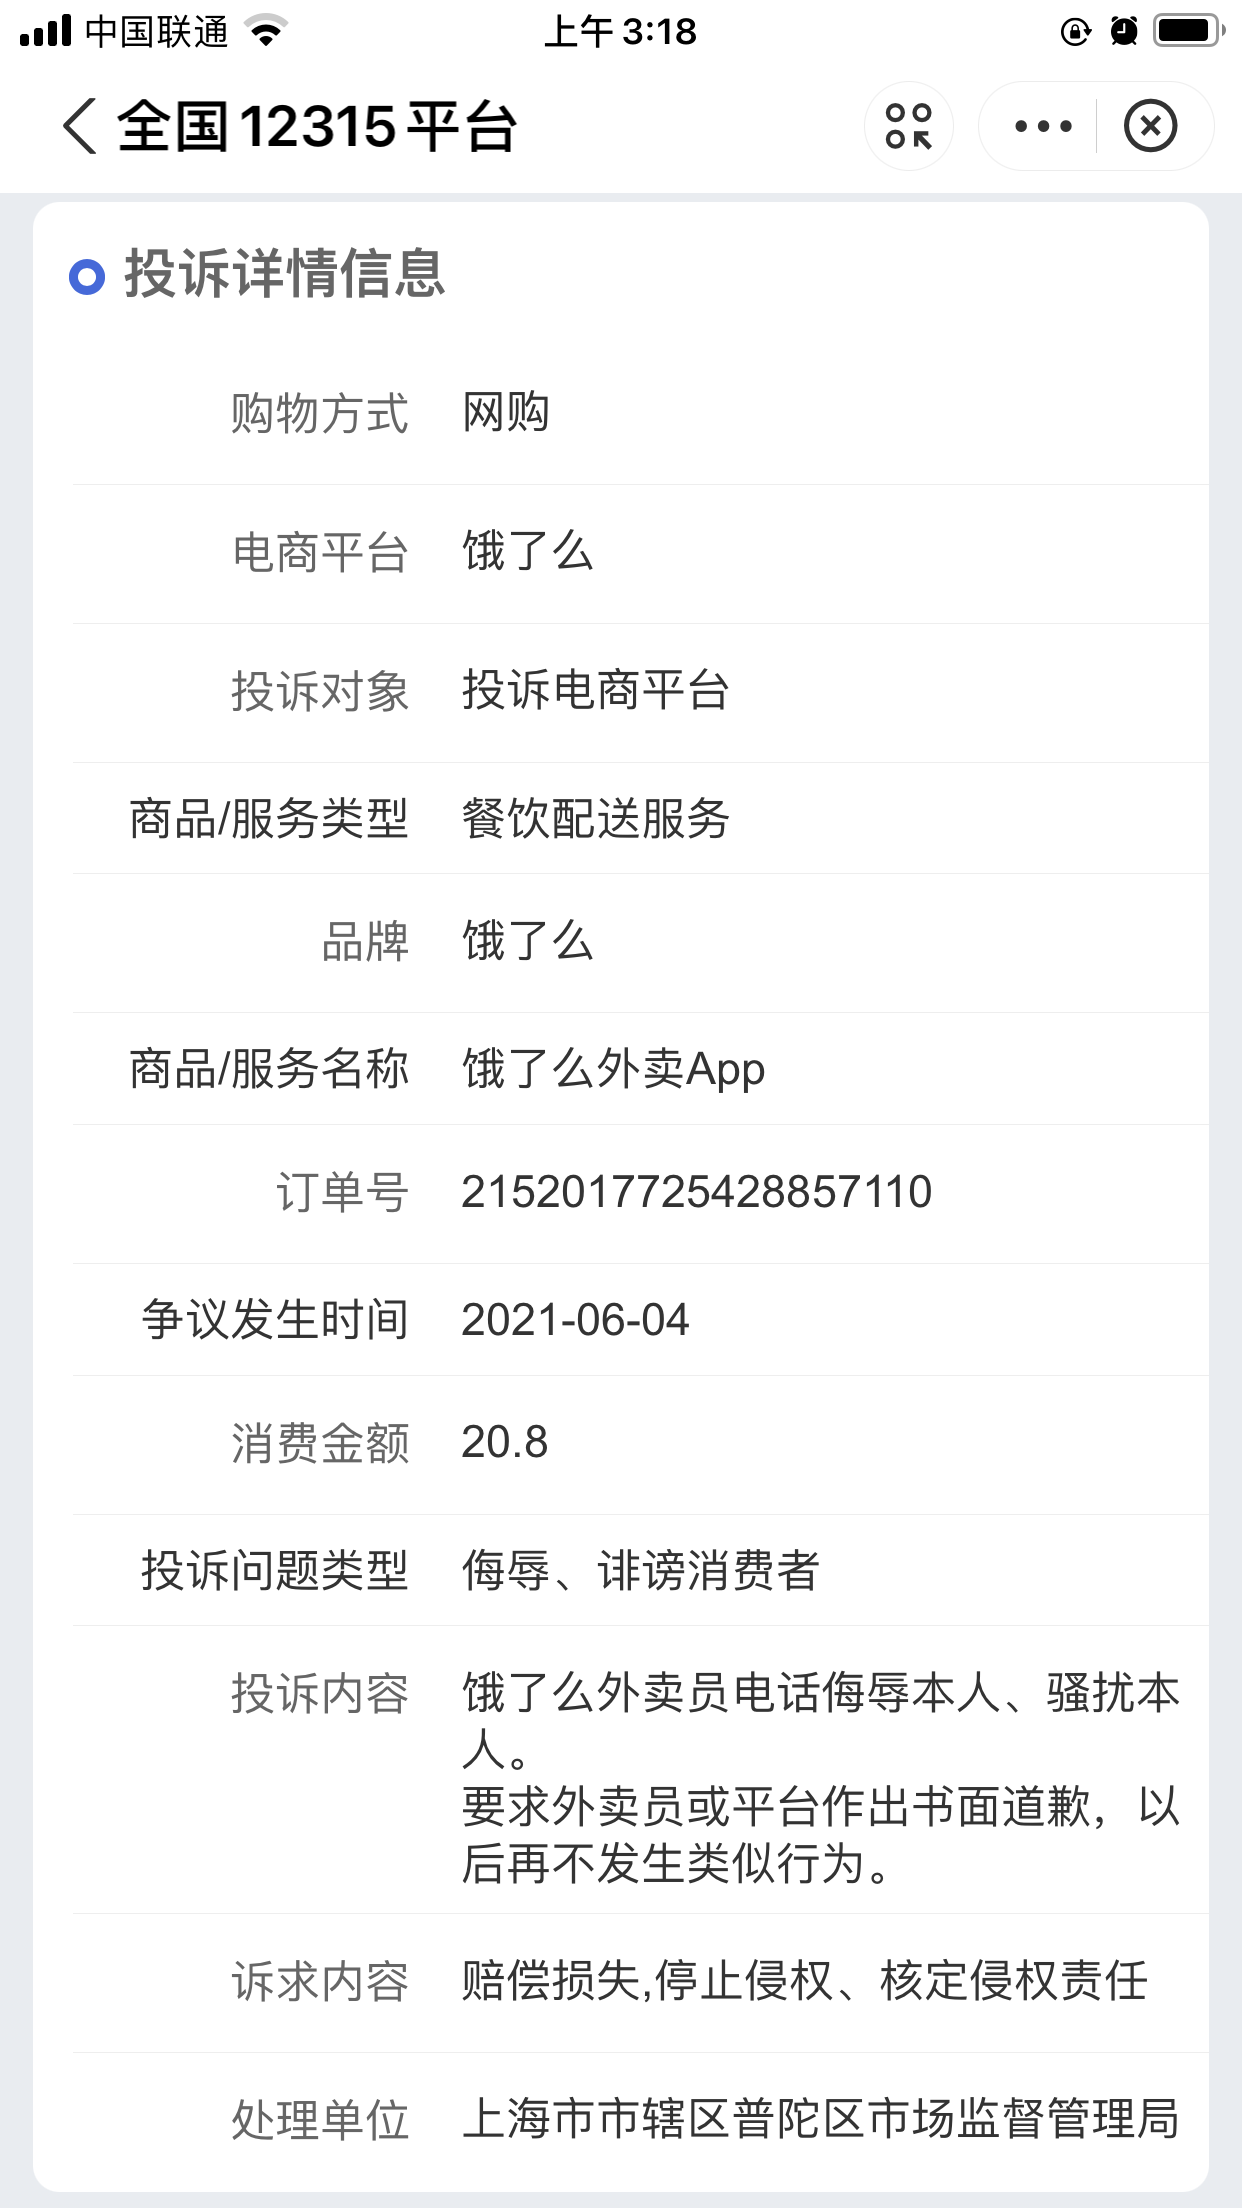 中国联通
上午3:18
全国12315平台
投诉详情信息
购物方式 网购
电商平台 饿了么
投诉对象 投诉电商平台
商品/服务类型 餐饮配送服务
品牌 饿了么
商品/服务名称 饿了么外卖App
订单号 2152017725428857110
争议发生时间 2021-06-04
消费金额 20.8
投诉问题类型 侮辱、诽谤消费者
投诉内容 饿了么外卖员电话侮辱本人、骚扰本
人。
要求外卖员或平台作出书面道歉，以
后再不发生类似行为。
诉求内容 赔偿损失,停止侵权、核定侵权责任
处理单位 上海市市辖区普陀区市场监督管理局